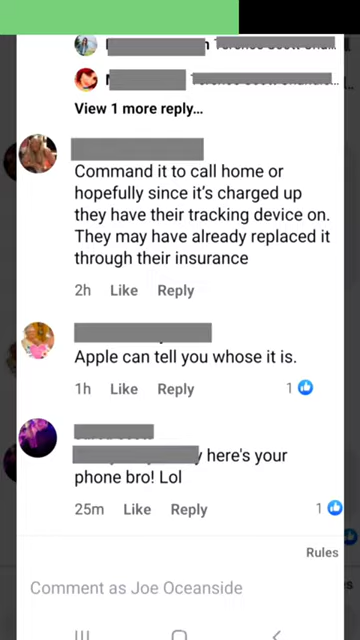 View 1 more reply...
Command it to call home or
hopefully since it's charged up
they have their tracking device on.
They may have already replaced it
through their insurance
2h Like Reply
Apple can tell you whose it is.
1h Like Reply 1
y here's your
phone bro! Lol
25m Like Reply 1
Rules
Comment as Joe Oceanside